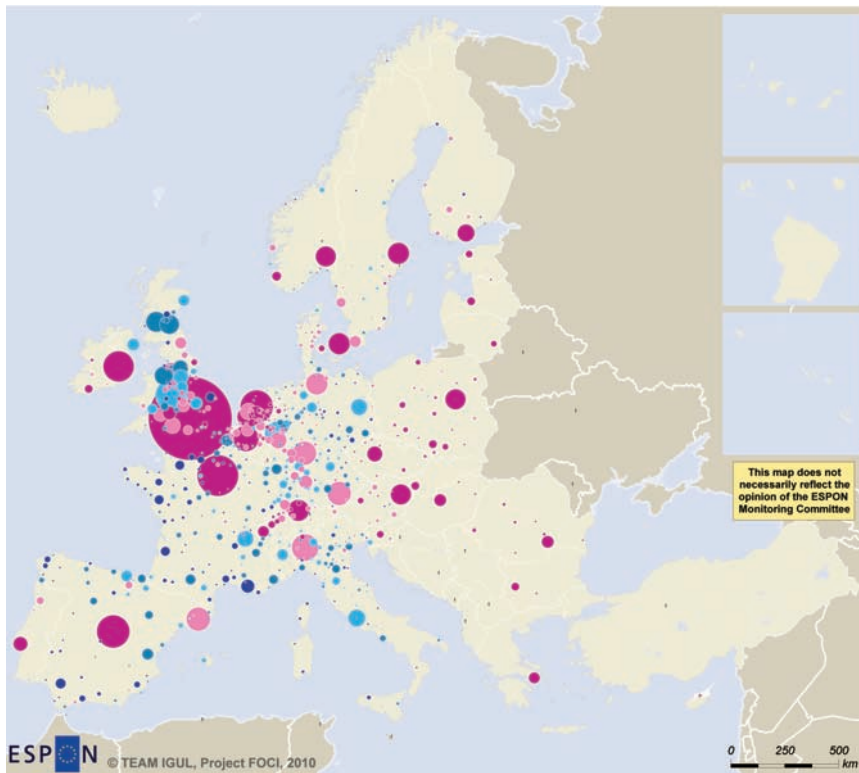 This map does not
necessarily reflect the
opinion of the ESPON
Monitoring Committee
ESPON
© TEAM IGUL, Project FOCI, 2010
0 250 500
km